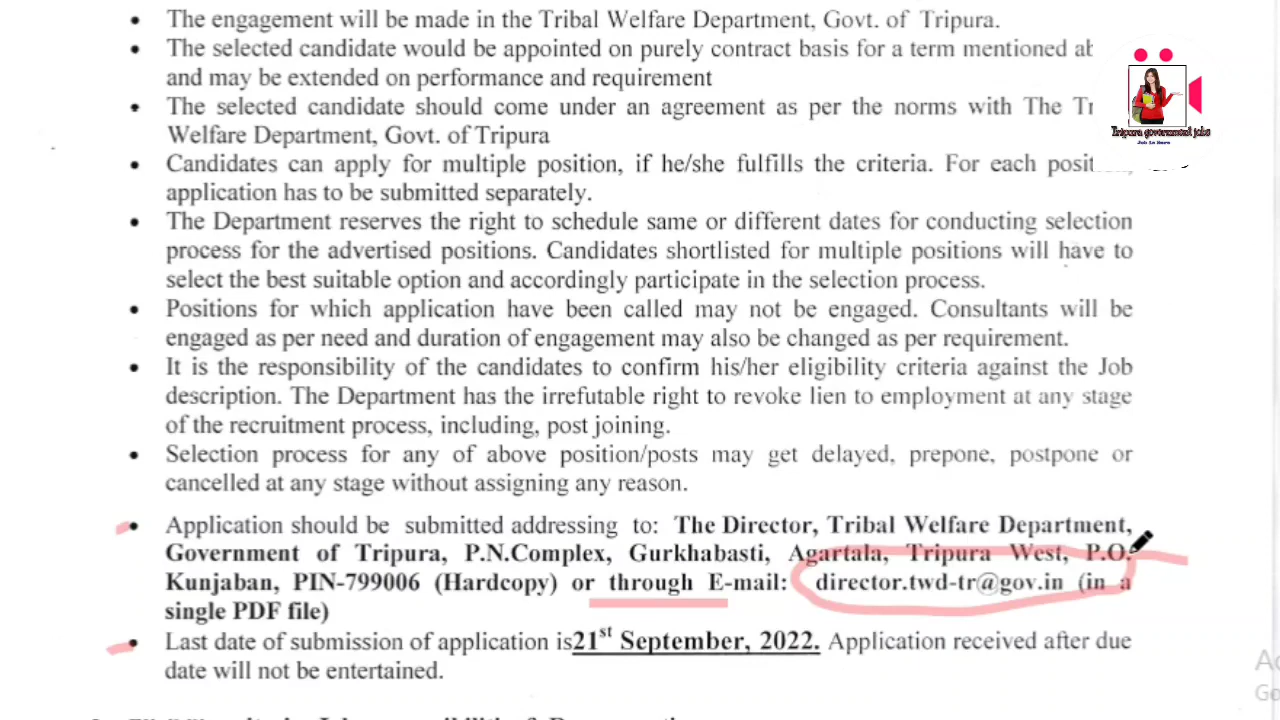 The engagement will be made in the Tribal Welfare Department, Govt. of Tripura.
The selected candidate would be appointed on purely contract basis for a term mentioned
and may be extended on performance and requirement
The selected candidate should come under an agreement as per the norms with The
Welfare Department, Govt. of Tripura
Candidates can apply for multiple position, if he/she fulfills the criteria. For each
application has to be submitted separately.
The Department reserves the right to schedule same or different dates for conducting selection
process for the advertised positions. Candidates shortlisted for multiple positions will have to
select the best suitable option and accordingly participate in the selection process.
Positions for which application have been called may not be engaged. Consultants will be
engaged as per need and duration of engagement may also be changed as per requirement.
It is the responsibility of the candidates to confirm his/her eligibility criteria against the Job
description. The Department has the irrefutable right to revoke lien to employment at any stage
of the recruitment process, including, post joining.
Selection process for any of above position/posts may get delayed, prepone, postpone or
cancelled at any stage without assigning any reason.
Application should be submitted addressing to: The Director, Tribal Welfare Department,
Government of Tripura, P.N.Complex, Gurkhabasti, Agartala, Tripura West, P.O.
Kunjaban, PIN-799006 (Hardcopy) or through E-mail: director.twd-tr@gov.in (in a
single PDF file)
Last date of submission of application is 21st September, 2022. Application received after due
date will not be entertained.
Tripura government jobs